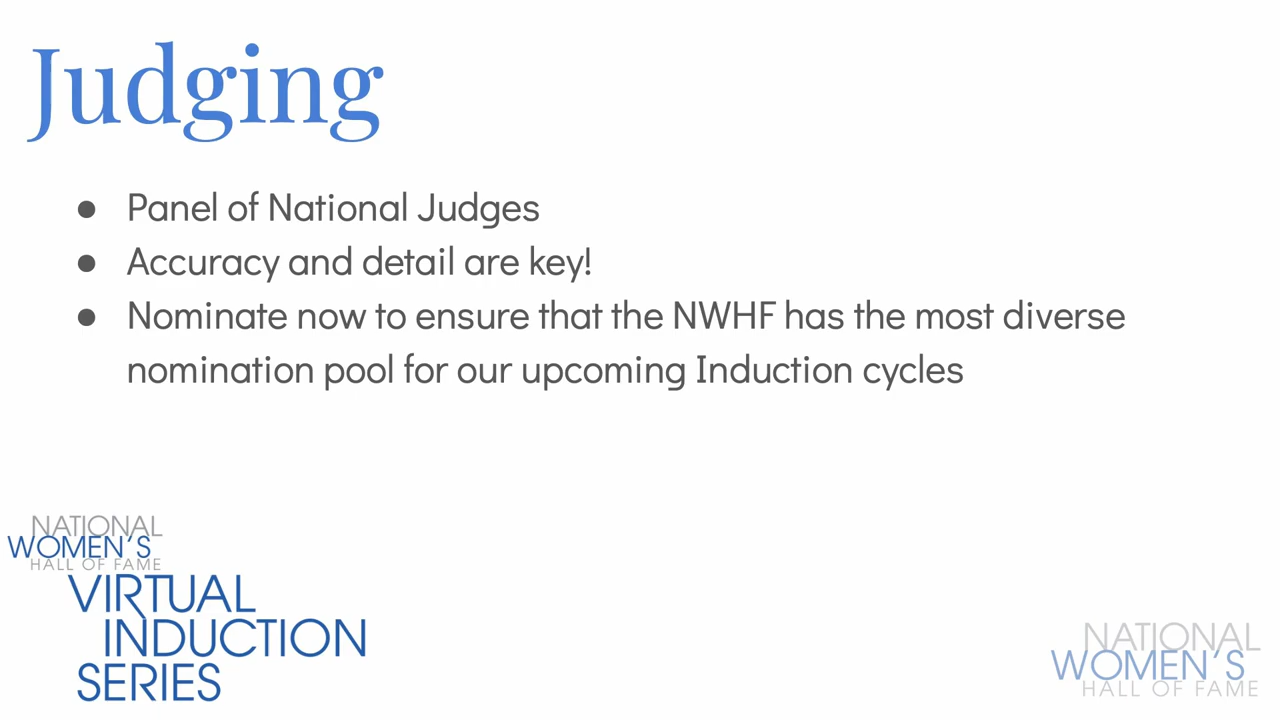 Judging
● Panel of National Judges
● Accuracy and detail are key!
● Nominate now to ensure that the NWHF has the most diverse
nomination pool for our upcoming Induction cycles
NATIONAL
WOMEN'S
HALL OF FAME
VIRTUAL
INDUCTION
SERIES
NATIONAL
WOMEN'S
HALL OF FAME